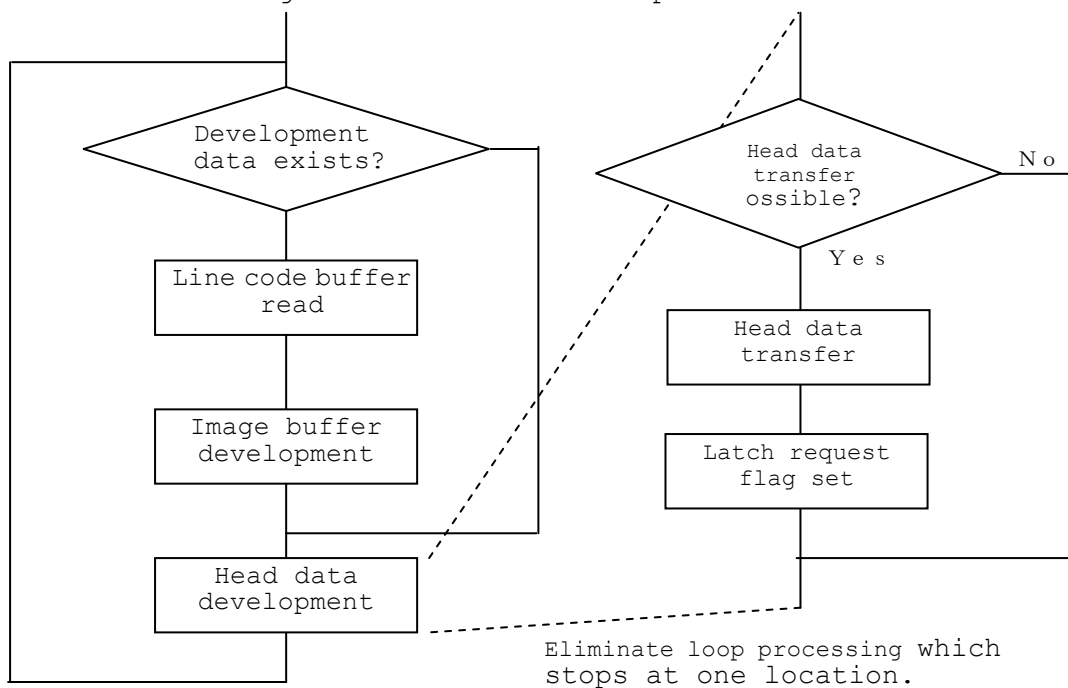 Development
data exists?
Line code buffer
read
Image buffer
development
Head data
development
Head data
transfer
ossible?
No
Yes
Head data
transfer
Latch request
flag set
Eliminate loop processing which
stops at one location.